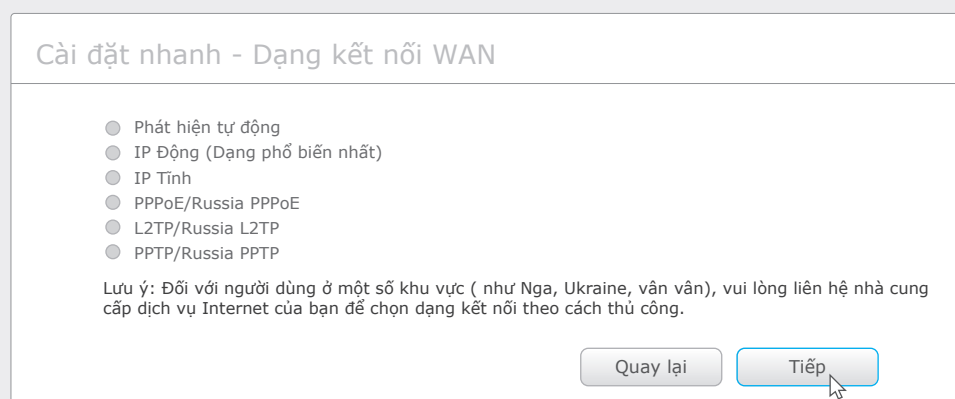 Cài đặt nhanh - Dạng kết nối WAN
Phát hiện tự động
IP Động (Dạng phổ biến nhất)
IP Tĩnh
PPPoE/Russia PPPoE
L2TP/Russia L2TP
PPTP/Russia PPTP
Lưu ý: Đối với người dùng ở một số khu vực ( như Nga, Ukraine, vân vân), vui lòng liên hệ nhà cung
cấp dịch vụ Internet của bạn để chọn dạng kết nối theo cách thủ công.
Quay lại Tiếp